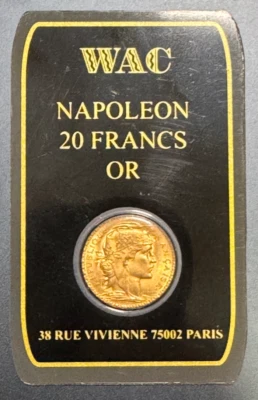 WAC
NAPOLEON
20 FRANCS
OR
38 RUE VIVIENNE 75002 PARIS